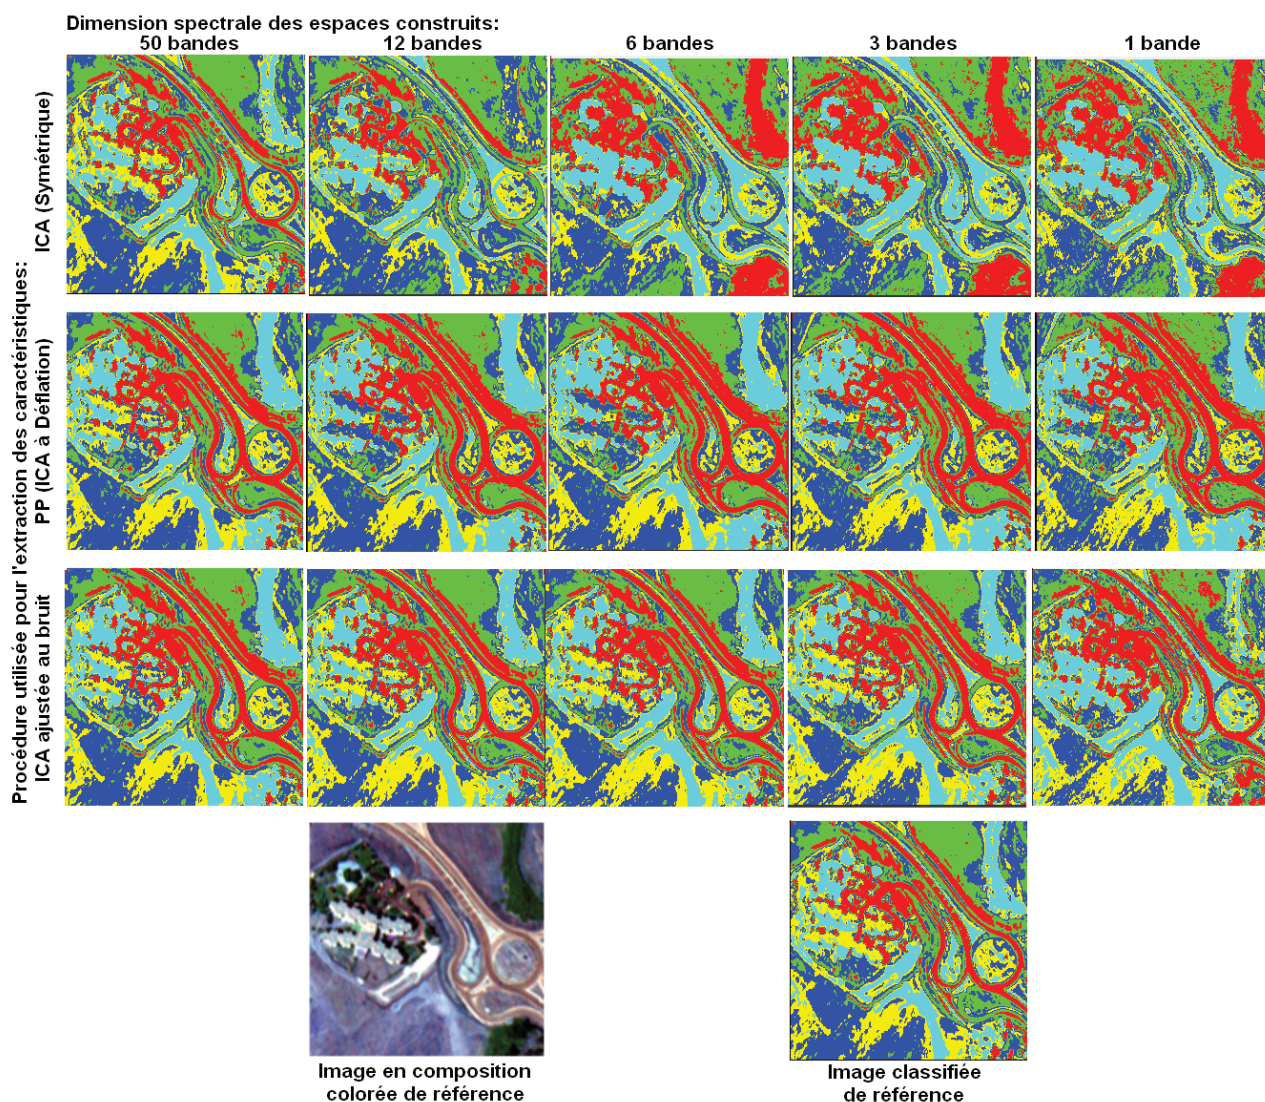 Dimension spectrale des espaces construits:
50 bandes
12 bandes
6 bandes
3 bandes
1 bande
Procédure utilisée pour l'extraction des caractéristiques:
ICA (Symétrique)
PP (ICA à Déflation)
ICA ajustée au bruit
Image en composition
colorée de référence
Image classifiée
de référence